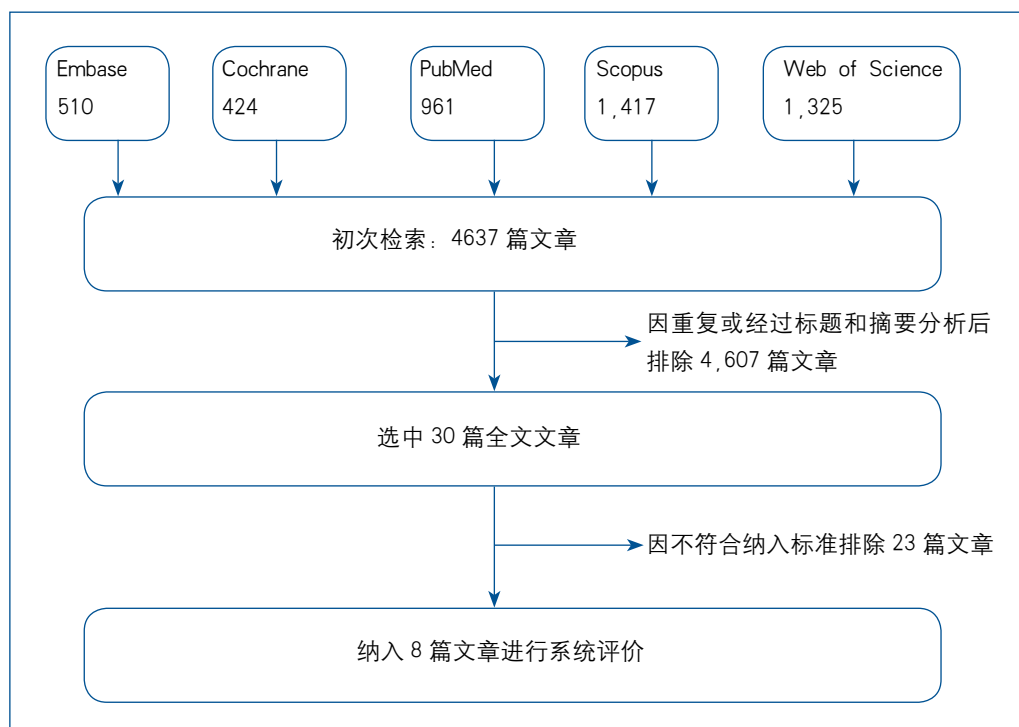 Embase
510
Cochrane
424
PubMed
961
Scopus
1,417
Web of Science
1,325
初次检索：4637 篇文章
因重复或经过标题和摘要分析后
排除 4,607 篇文章
选中 30 篇全文文章
因不符合纳入标准排除 23 篇文章
纳入 8 篇文章进行系统评价